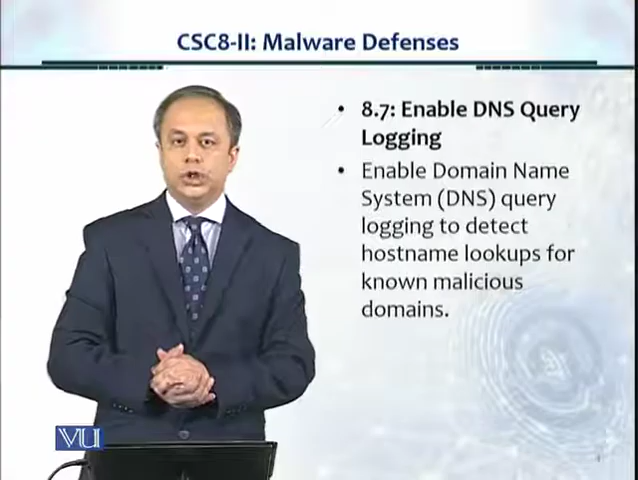 CSC8-II: Malware Defenses
• 8.7: Enable DNS Query
Logging
• Enable Domain Name
System (DNS) query
logging to detect
hostname lookups for
known malicious
domains.
VU
4